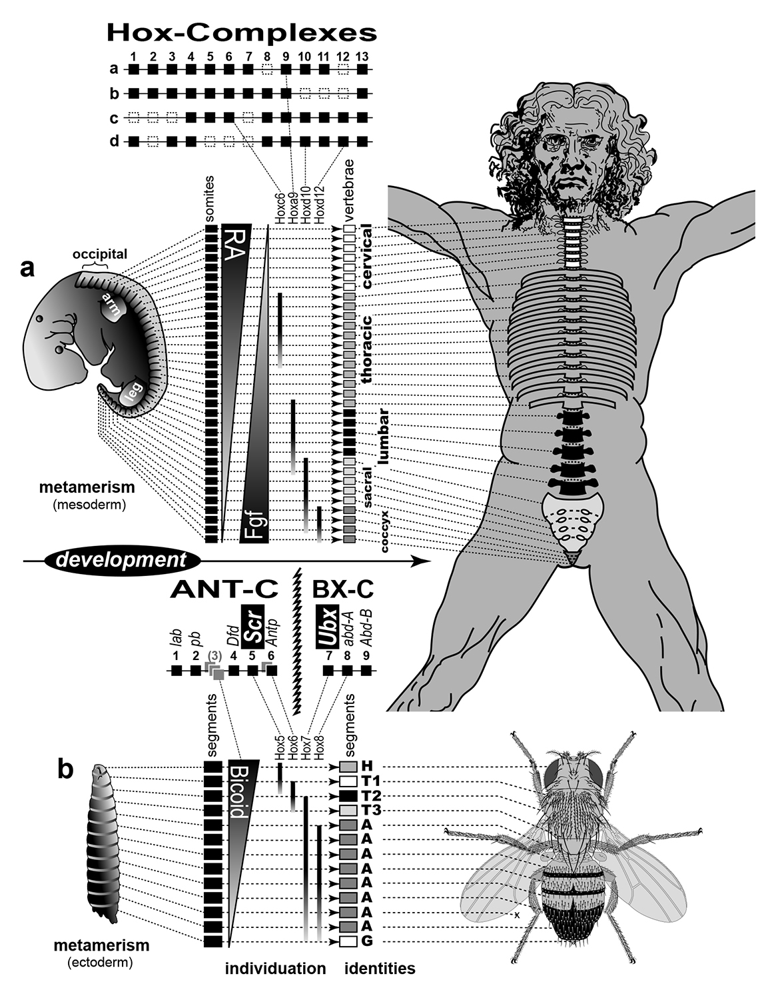 Hox-Complexes
1 2 3 4 5 6 7 8 9 10 11 12 13
a
b
c
d
somites
Hoxc6
Hoxa9
Hoxd10
Hoxd12
vertebrae
RA
Fgf
cervical
thoracic
lumbar
sacral
coccyx
a
occipital
arm
leg
metamerism
(mesoderm)
development
ANT-C
BX-C
lab
pb
Dfd
Scr
Antp
Ubx
abd-A
Abd-B
1 2 (3) 4 5 6 7 8 9
segments
Hox5
Hox6
Hox7
Hox8
segments
b
Bicoid
H
T1
T2
T3
A
A
A
A
A
A
A
A
G
x
metamerism
(ectoderm)
individuation
identities